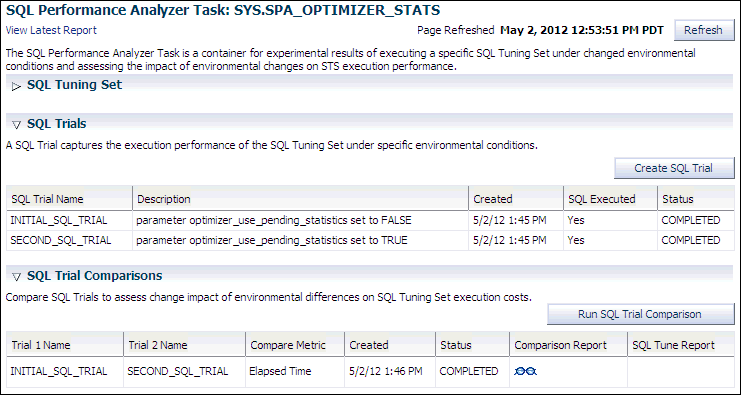 SQL Performance Analyzer Task: SYS.SPA_OPTIMIZER_STATS
View Latest Report
Page Refreshed May 2, 2012 12:53:51 PM PDT Refresh
The SQL Performance Analyzer Task is a container for experimental results of executing a specific SQL Tuning Set under changed environmental
conditions and assessing the impact of environmental changes on STS execution performance.
SQL Tuning Set
SQL Trials
A SQL Trial captures the execution performance of the SQL Tuning Set under specific environmental conditions.
Create SQL Trial
SQL Trial Name Description Created SQL Executed Status
INITIAL_SQL_TRIAL parameter optimizer_use_pending_statistics set to FALSE 5/2/12 1:45 PM Yes COMPLETED
SECOND_SQL_TRIAL parameter optimizer_use_pending_statistics set to TRUE 5/2/12 1:45 PM Yes COMPLETED
SQL Trial Comparisons
Compare SQL Trials to assess change impact of environmental differences on SQL Tuning Set execution costs.
Run SQL Trial Comparison
Trial 1 Name Trial 2 Name Compare Metric Created Status Comparison Report SQL Tune Report
INITIAL_SQL_TRIAL SECOND_SQL_TRIAL Elapsed Time 5/2/12 1:46 PM COMPLETED